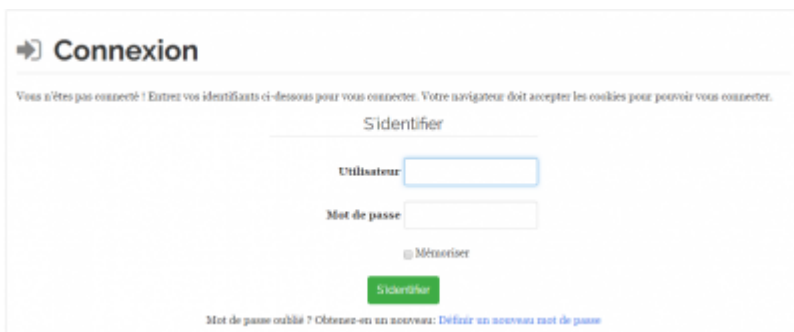 Connexion
Vous n'êtes pas connecté ! Entrez vos identifiants ci-dessous pour vous connecter. Votre navigateur doit accepter les cookies pour pouvoir vous connecter.
S'identifier
Utilisateur
Mot de passe
Mémoriser
S'identifier
Mot de passe oublié ? Obtenez-en un nouveau: Définir un nouveau mot de passe